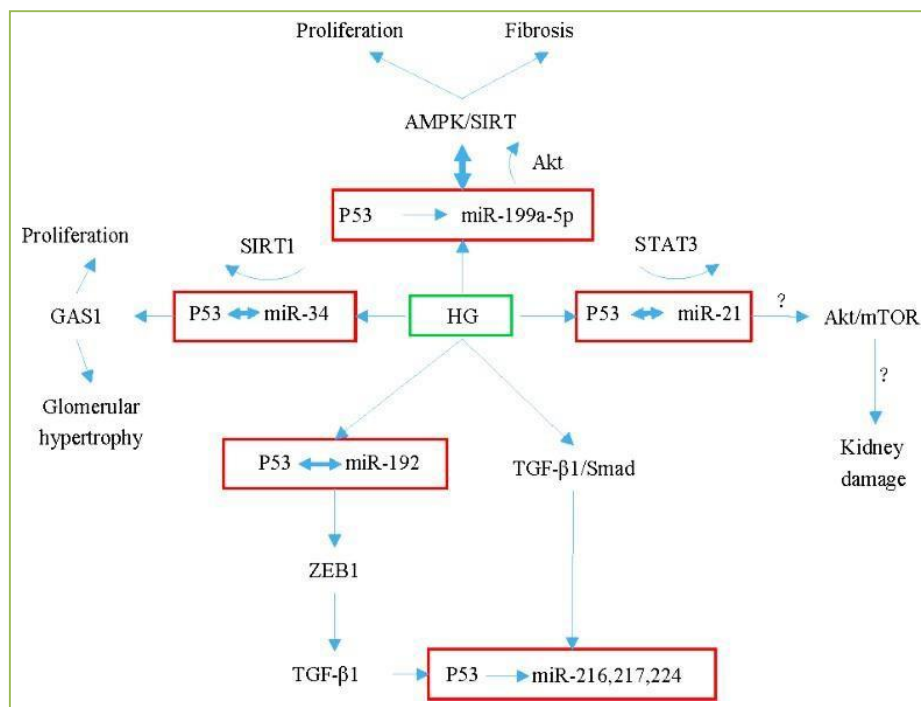 Proliferation Fibrosis
AMPK/SIRT
Akt
P53 miR-199a-5p
Proliferation
SIRT1 STAT3
GAS1 P53 miR-34 HG P53 miR-21 ? Akt/mTOR
?
Glomerular
hypertrophy
Kidney
damage
P53 miR-192 TGF-β1/Smad
ZEB1
TGF-β1 P53 miR-216,217,224